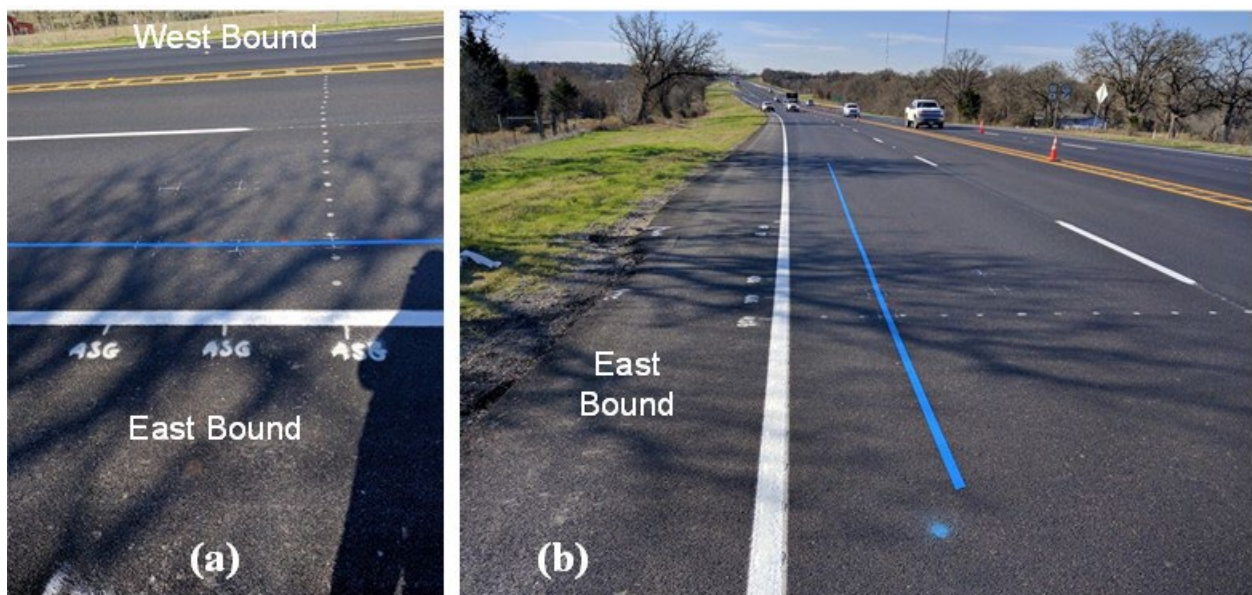 West Bound
ASG ASG ASG
East Bound
(a)
East
Bound
(b)